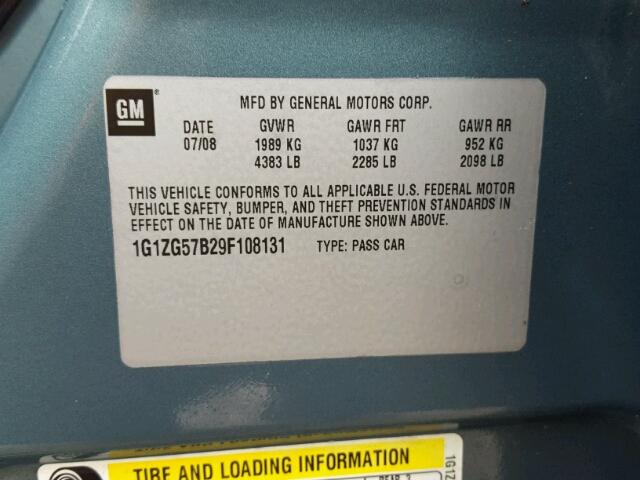 GM
MFD BY GENERAL MOTORS CORP.
DATE GVWR GAWR FRT GAWR RR
07/08 1989 KG 1037 KG 952 KG
4383 LB 2285 LB 2098 LB
THIS VEHICLE CONFORMS TO ALL APPLICABLE U.S. FEDERAL MOTOR
VEHICLE SAFETY, BUMPER, AND THEFT PREVENTION STANDARDS IN
EFFECT ON THE DATE OF MANUFACTURE SHOWN ABOVE.
1G1ZG57B29F108131 TYPE: PASS CAR
TIRE AND LOADING INFORMATION
1G1Z